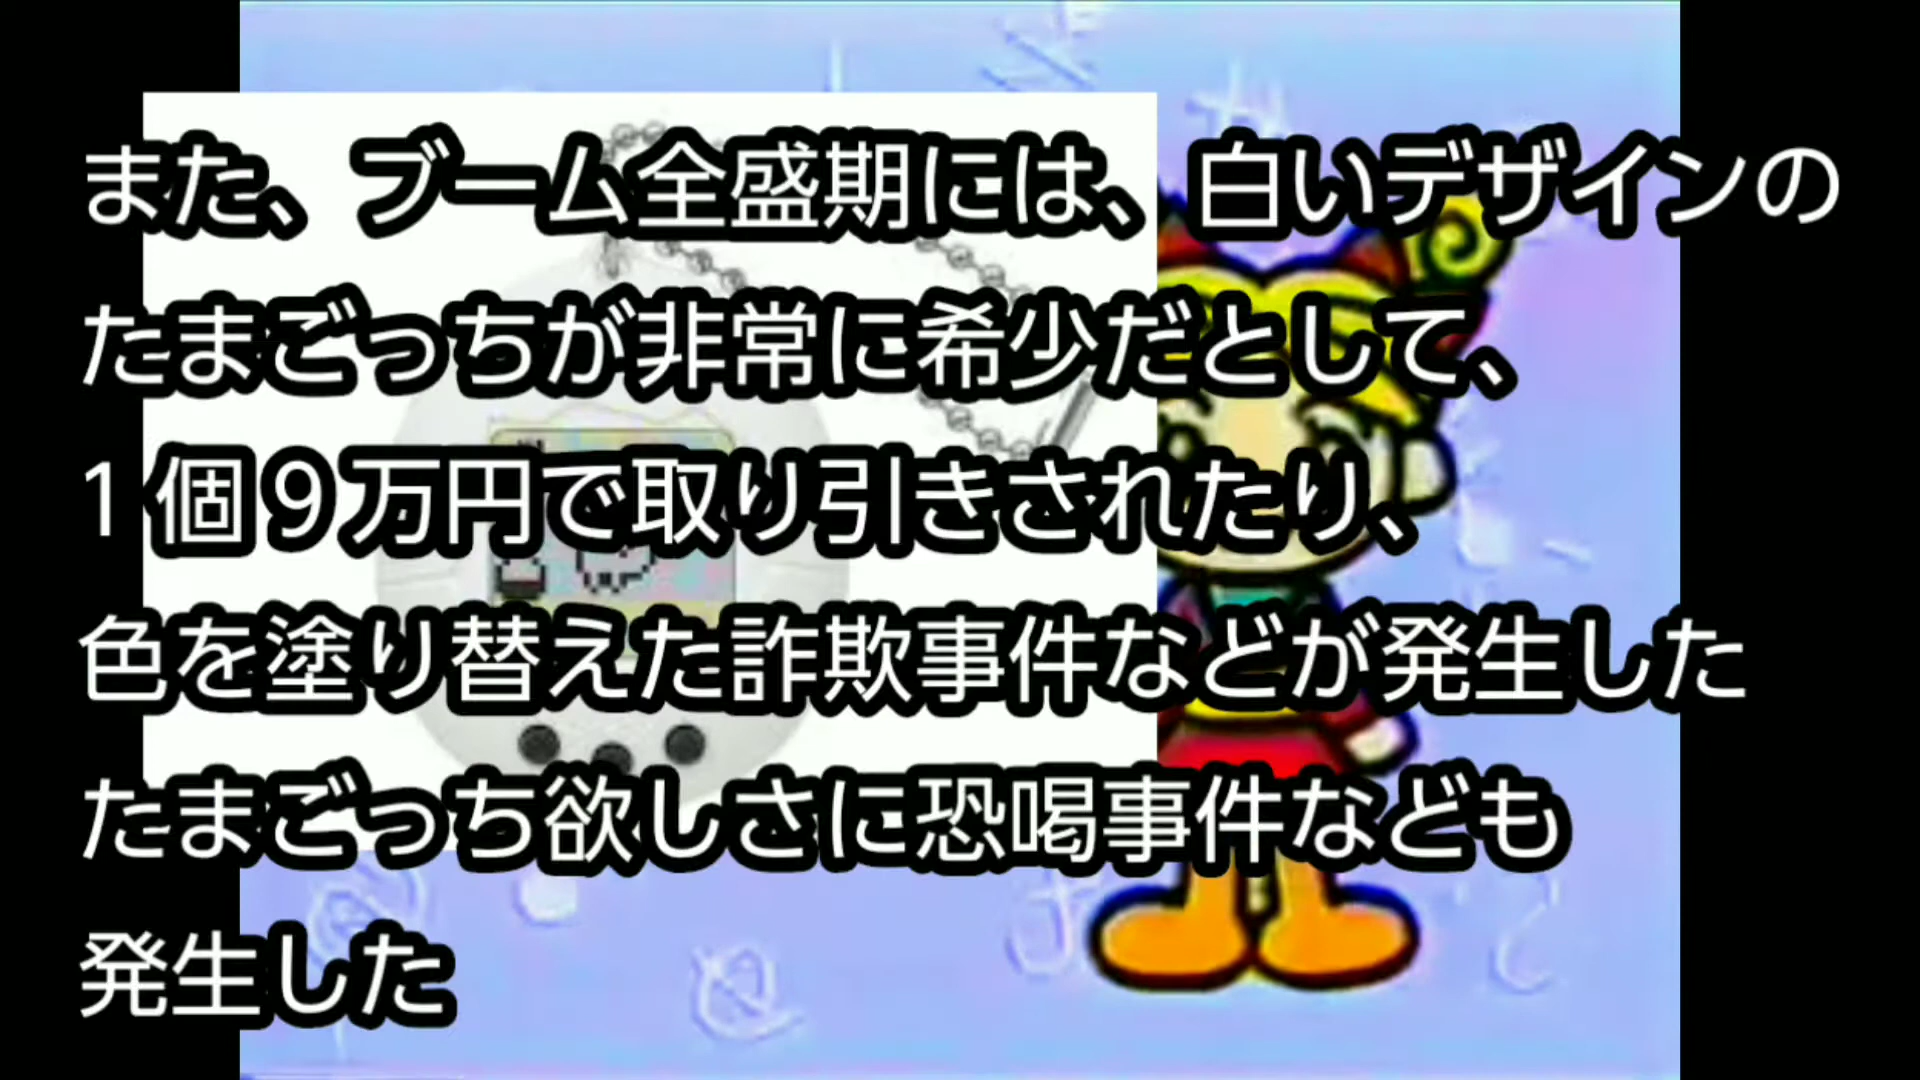 また、ブーム全盛期には、白いデザインの
たまごっちが非常に希少だとして、
１個９万円で取り引きされたり、
色を塗り替えた詐欺事件などが発生した
たまごっち欲しさに恐喝事件なども
発生した